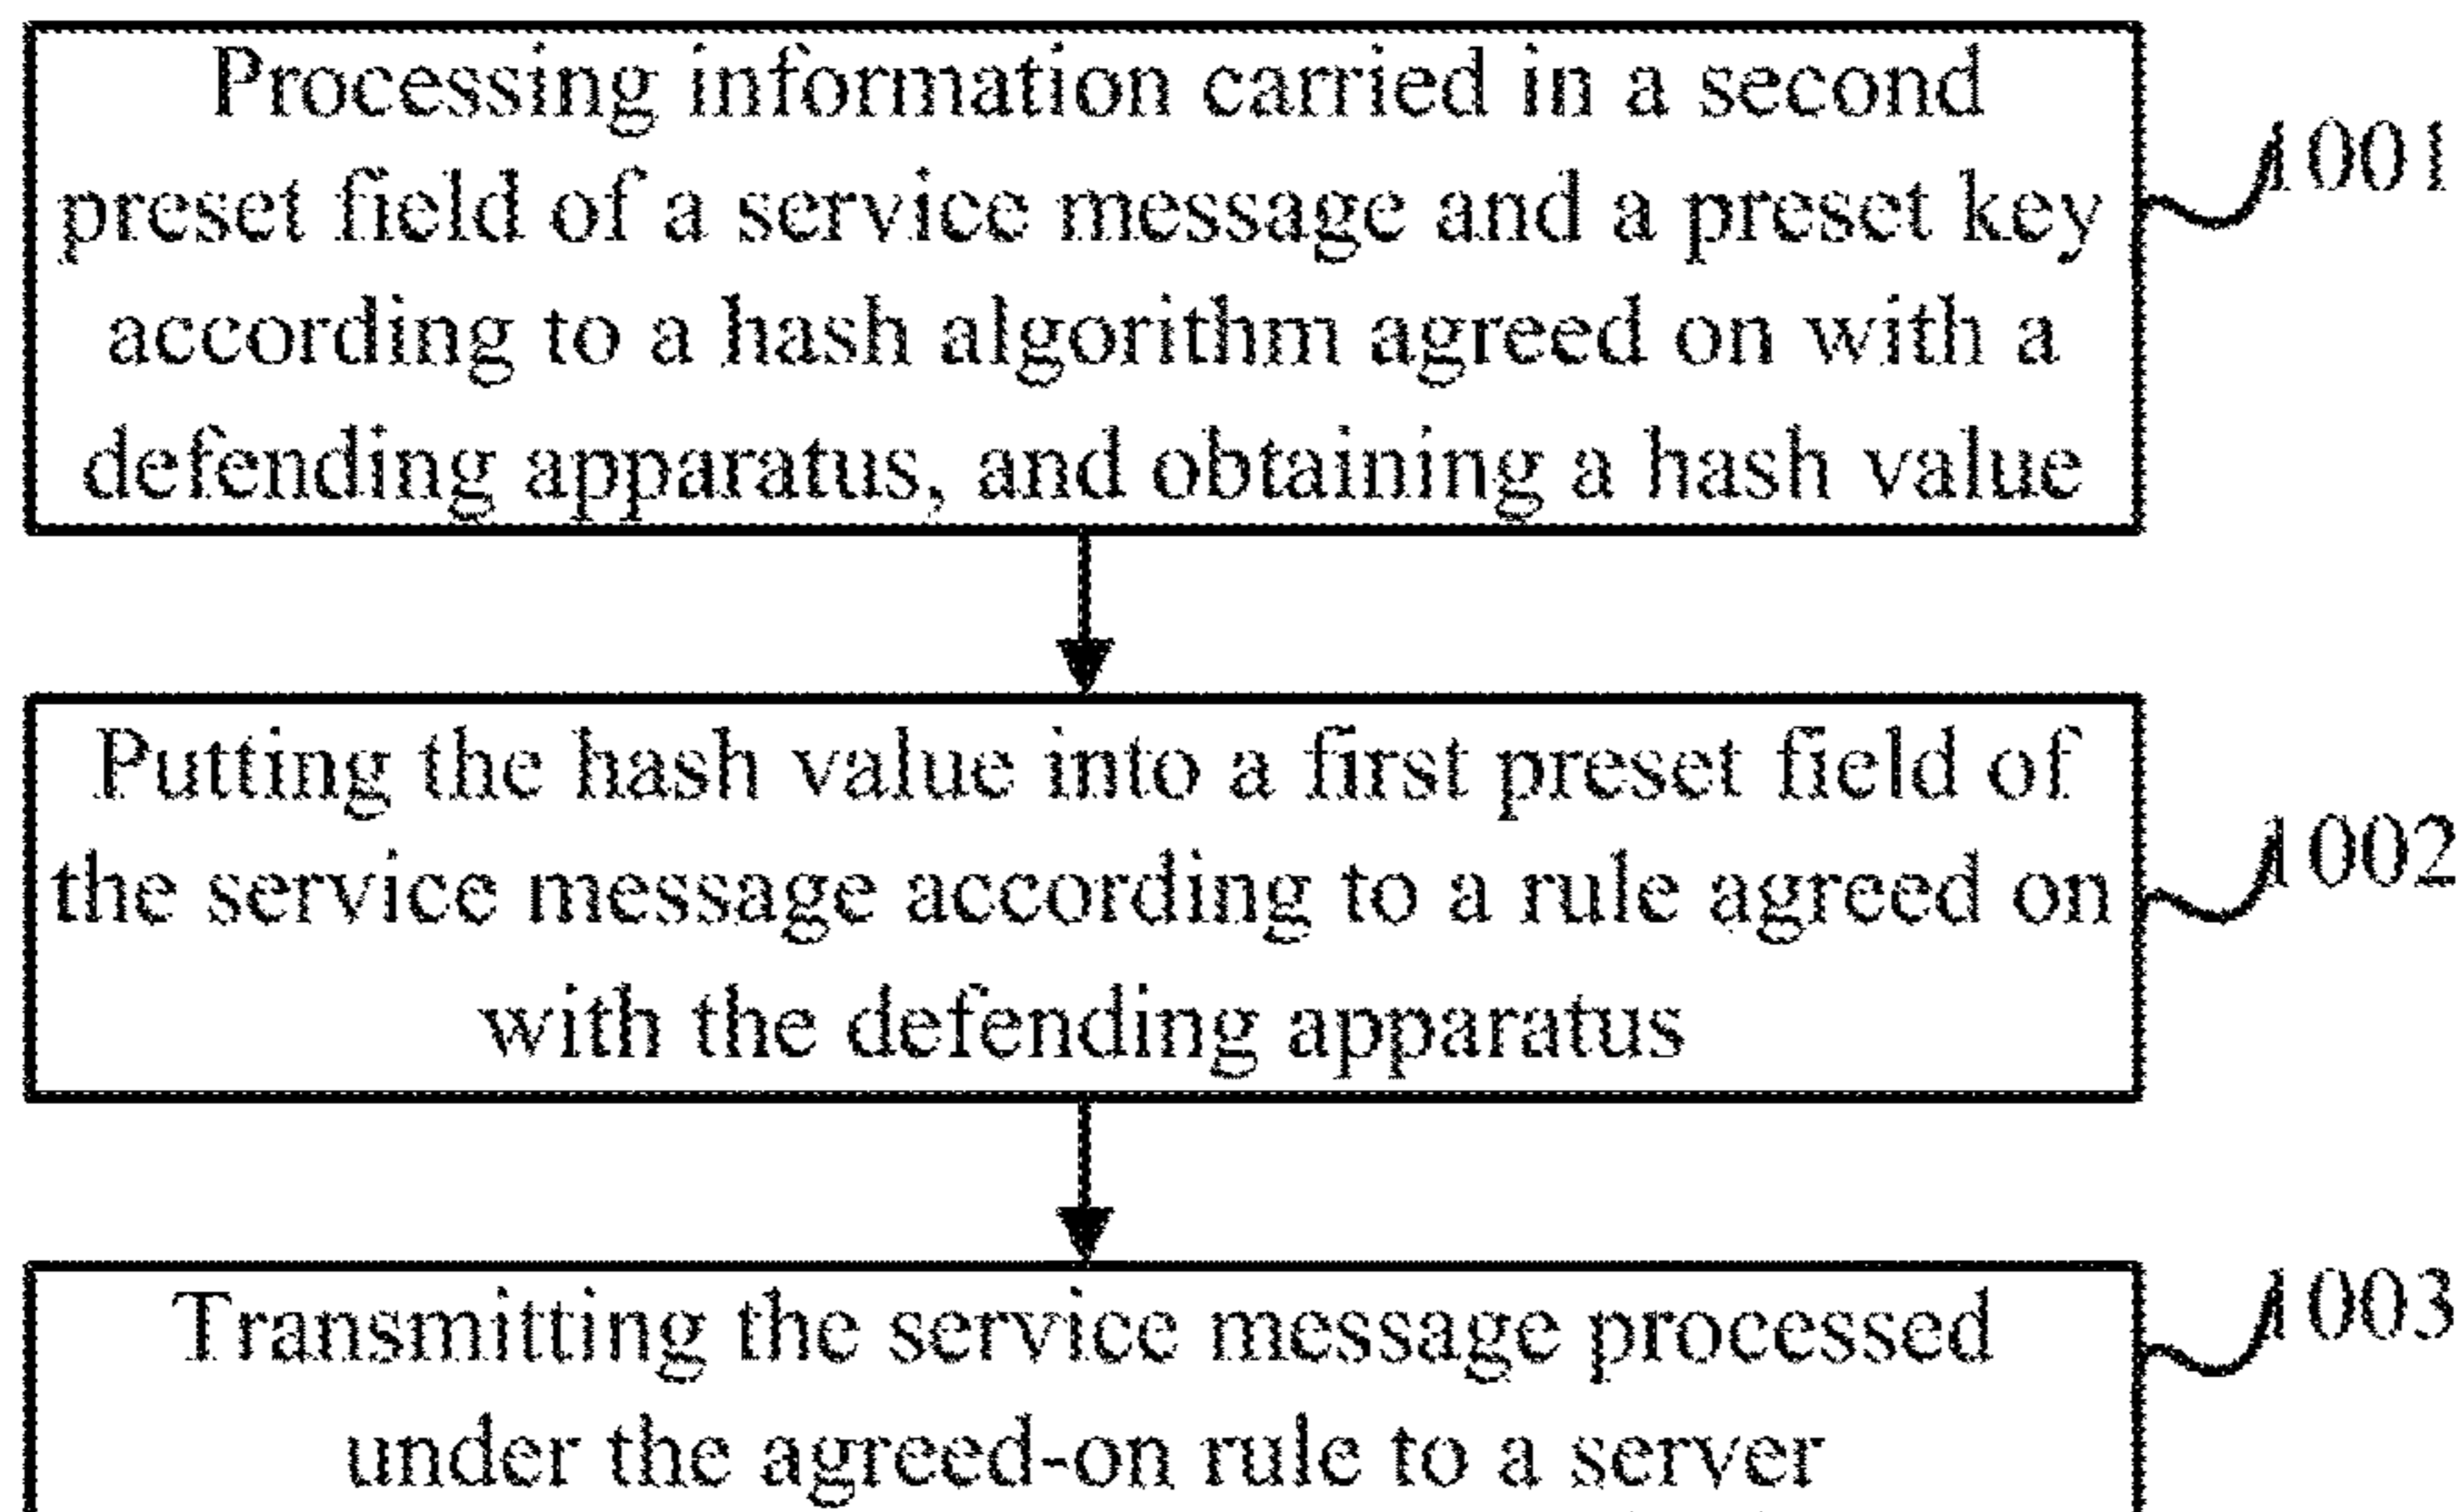 Processing information carried in a second
preset field of a service message and a preset key
according to a hash algorithm agreed on with a
defending apparatus, and obtaining a hash value
1001
Putting the hash value into a first preset field of
the service message according to a rule agreed on
with the defending apparatus
1002
Transmitting the service message processed
under the agreed-on rule to a server
1003